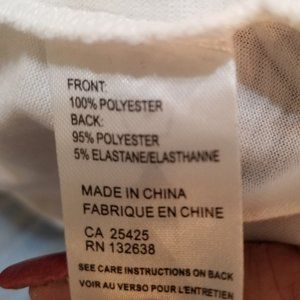 FRONT:
100% POLYESTER
BACK:
95% POLYESTER
5% ELASTANE/ELASTHANNE
MADE IN CHINA
FABRIQUE EN CHINE
CA 25425
RN 132638
SEE CARE INSTRUCTIONS ON BACK
VOIR AU VERSO POUR L'ENTRETIEN